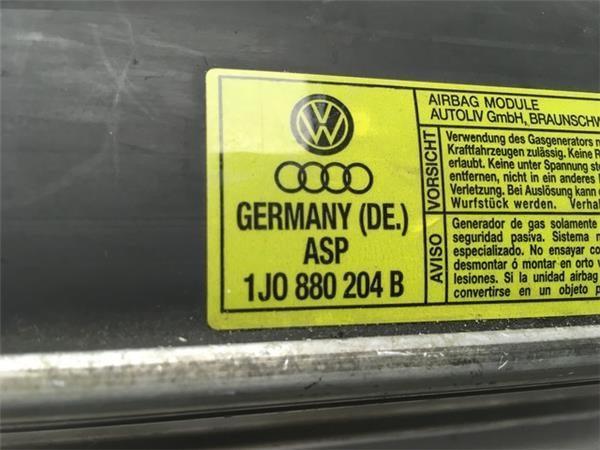 VW
GERMANY (DE.)
ASP
1J0 880 204 B
AIRBAG MODULE
AUTOLIV GmbH, BRAUNSCHW
VORSICHT
Verwendung des Gasgenerators
Kraftfahrzeugen zulässig. Keine
erlaubt. Keine unter Spannung
entfernen, nicht in ein anderes
Verletzung. Bei Auslösung kann
Wurfstück werden.
AVISO
Generador de gas solamente
seguridad pasiva. Sistema
especializado. No ensayar
desmontar ó montar en orto
lesiones. Si la unidad airbag
convertirse en un objeto